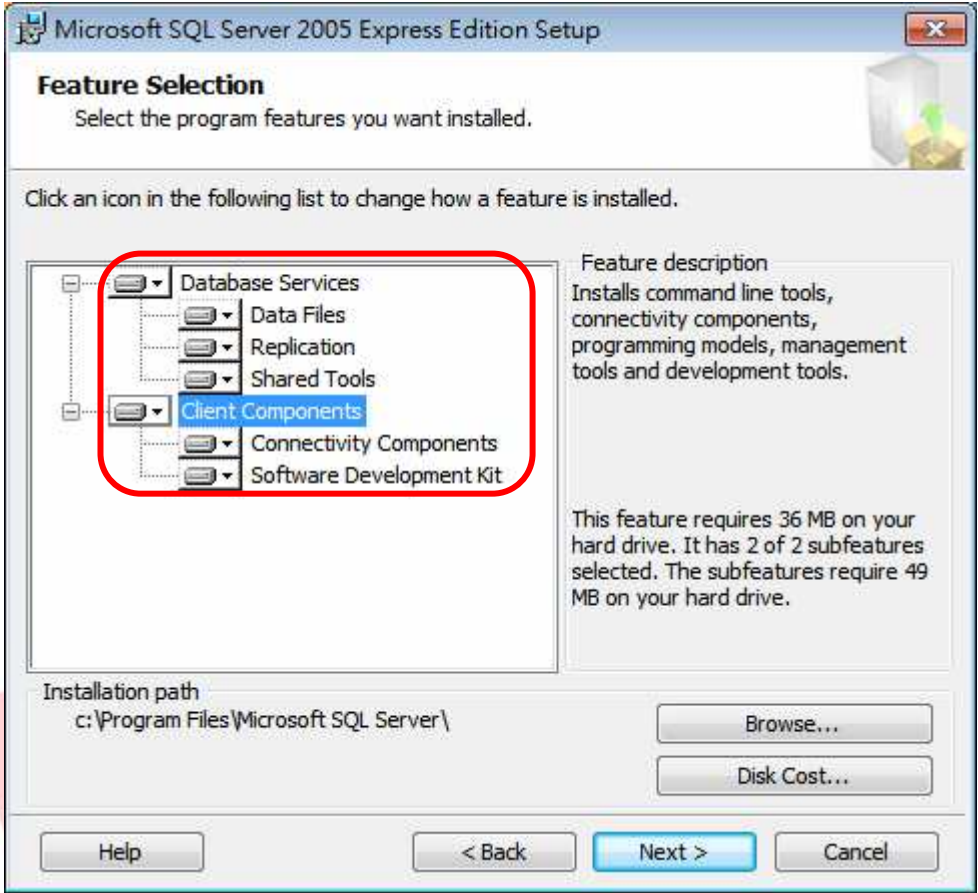 Microsoft SQL Server 2005 Express Edition Setup
Feature Selection
Select the program features you want installed.
Click an icon in the following list to change how a feature is installed.
Database Services
Data Files
Replication
Shared Tools
Client Components
Connectivity Components
Software Development Kit
Feature description
Installs command line tools,
connectivity components,
programming models, management
tools and development tools.
This feature requires 36 MB on your
hard drive. It has 2 of 2 subfeatures
selected. The subfeatures require 49
MB on your hard drive.
Installation path
c:\Program Files\Microsoft SQL Server\
Browse...
Disk Cost...
Help
< Back
Next >
Cancel